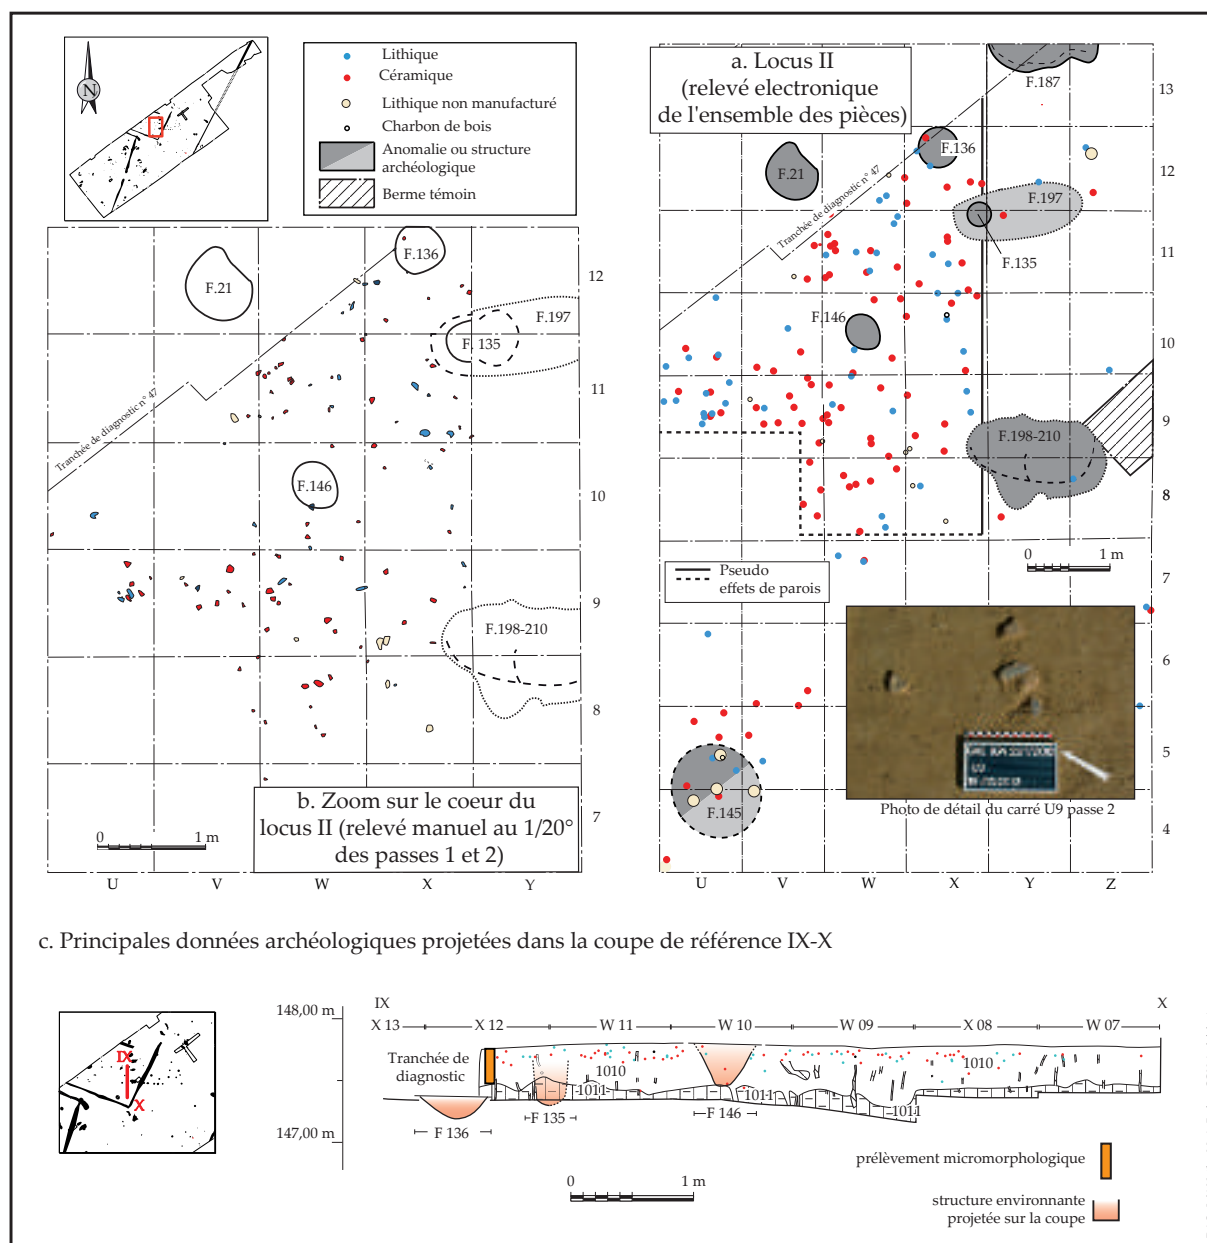 N
Lithique
Céramique
Lithique non manufacturé
Charbon de bois
Anomalie ou structure
archéologique
Berme témoin
a. Locus II
(relevé electronique
de l'ensemble des pièces)
F.187
F.136
F.21
F.197
F.135
F.146
F.198-210
F.145
Tranchée de diagnostic n° 47
13
12
11
10
9
8
7
6
5
4
0 1 m
Pseudo
effets de parois
Photo de détail du carré U9 passe 2
U V W X Y Z
F.136
F.21
F.197
F. 135
F.146
F.198-210
Tranchée de diagnostic n° 47
12
11
10
9
8
7
0 1 m
b. Zoom sur le coeur du
locus II (relevé manuel au 1/20°
des passes 1 et 2)
U V W X Y
c. Principales données archéologiques projetées dans la coupe de référence IX-X
IX
X
148,00 m
147,00 m
IX X
X 13 X 12 W 11 W 10 W 09 X 08 W 07
Tranchée de
diagnostic
1010 1010
1011 1011 1011
F 136 F 135 F 146
0 1 m
prélèvement micromorphologique
structure environnante
projetée sur la coupe